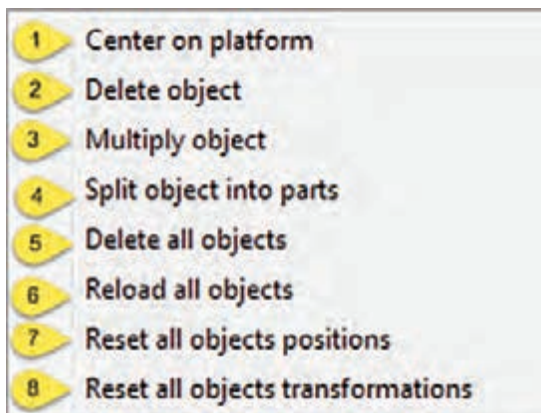 1 Center on platform
2 Delete object
3 Multiply object
4 Split object into parts
5 Delete all objects
6 Reload all objects
7 Reset all objects positions
8 Reset all objects transformations